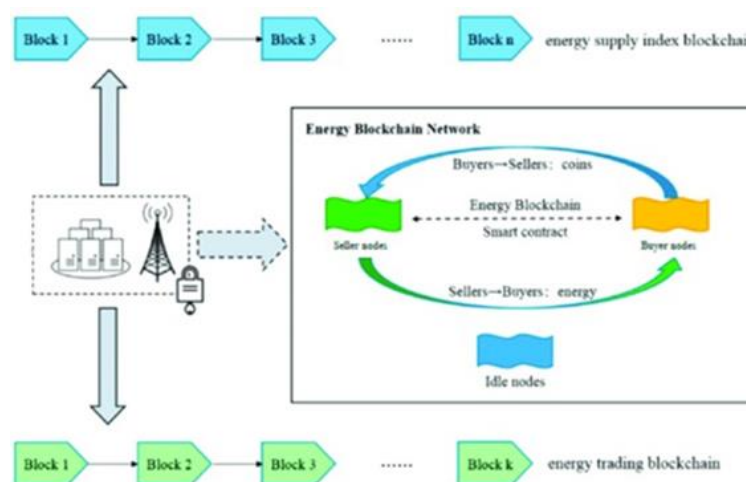 Block 1
Block 2
Block 3
......
Block n
energy supply index blockchain
Energy Blockchain Network
Buyers→Sellers: coins
Energy Blockchain
Smart contract
Seller nodes
Buyer nodes
Sellers→Buyers: energy
Idle nodes
Block 1
Block 2
Block 3
......
Block k
energy trading blockchain